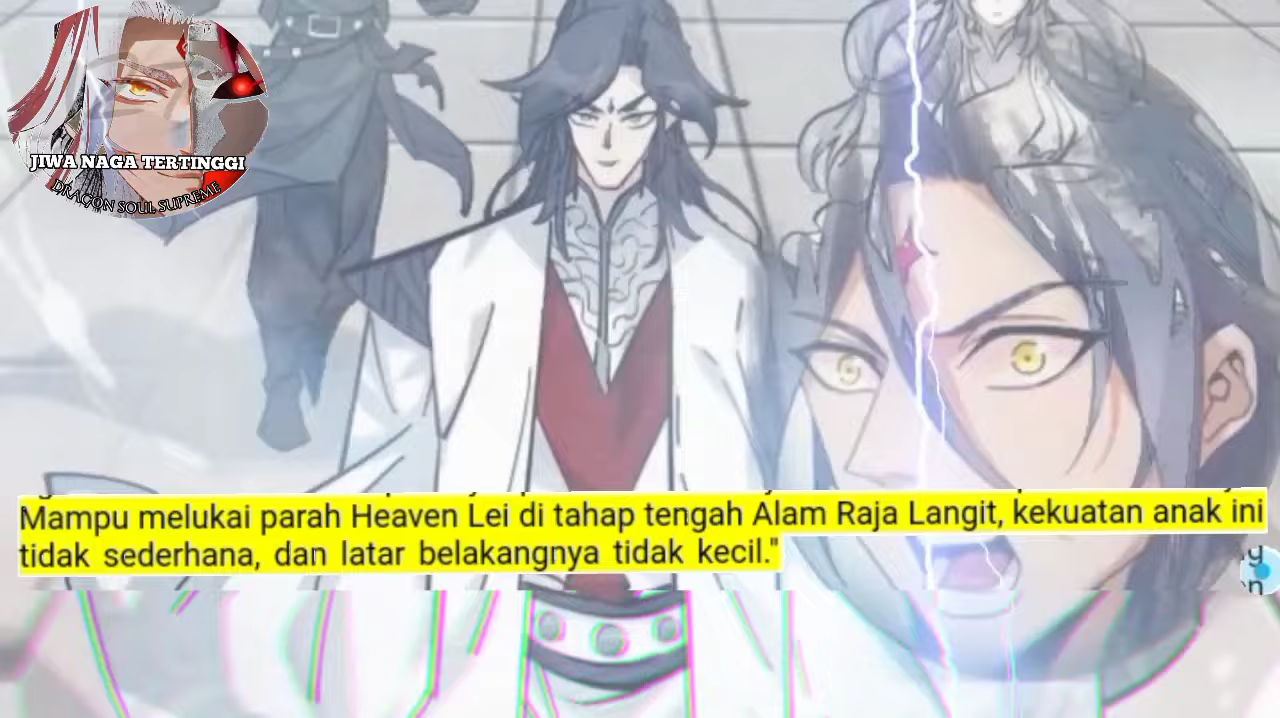 JIWA NAGA TERTINGGI
DRAGON SOUL SUPREME
Mampu melukai parah Heaven Lei di tahap tengah Alam Raja Langit, kekuatan anak ini
tidak sederhana, dan latar belakangnya tidak kecil."